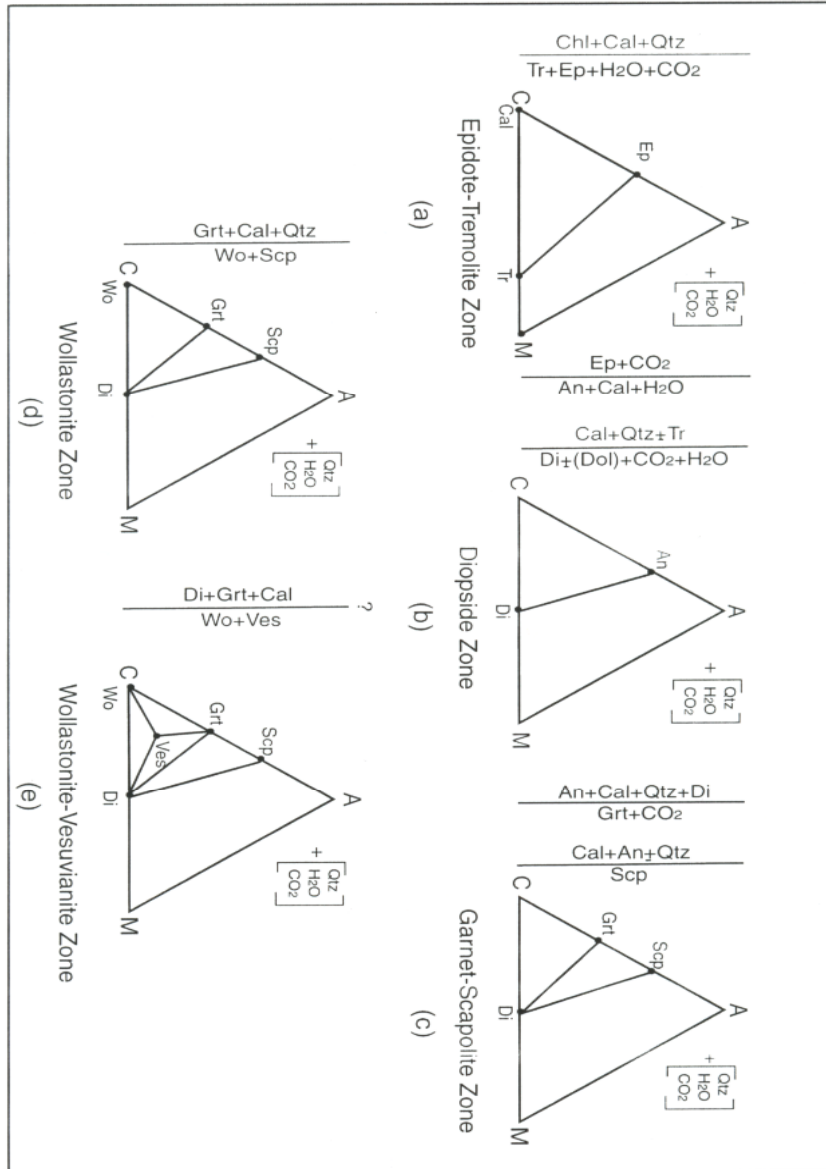 Chl+Cal+Qtz
Tr+Ep+H2O+CO2
C
Cal
Ep
A
Tr
M
+
Qtz
H2O
CO2
Epidote-Tremolite Zone
(a)
Ep+CO2
An+Cal+H2O
Cal+Qtz±Tr
Di±(Dol)+CO2+H2O
C
An
A
Di
M
+
Qtz
H2O
CO2
Diopside Zone
(b)
An+Cal+Qtz+Di
Grt+CO2
Cal+An±Qtz
Scp
C
Grt
Scp
A
Di
M
+
Qtz
H2O
CO2
Garnet-Scapolite Zone
(c)
Grt+Cal+Qtz
Wo+Scp
C
Wo
Grt
Scp
A
Di
M
+
Qtz
H2O
CO2
Wollastonite Zone
(d)
Di+Grt+Cal
?
Wo+Ves
C
Wo
Grt
Scp
Ves
A
Di
M
+
Qtz
H2O
CO2
Wollastonite-Vesuvianite Zone
(e)